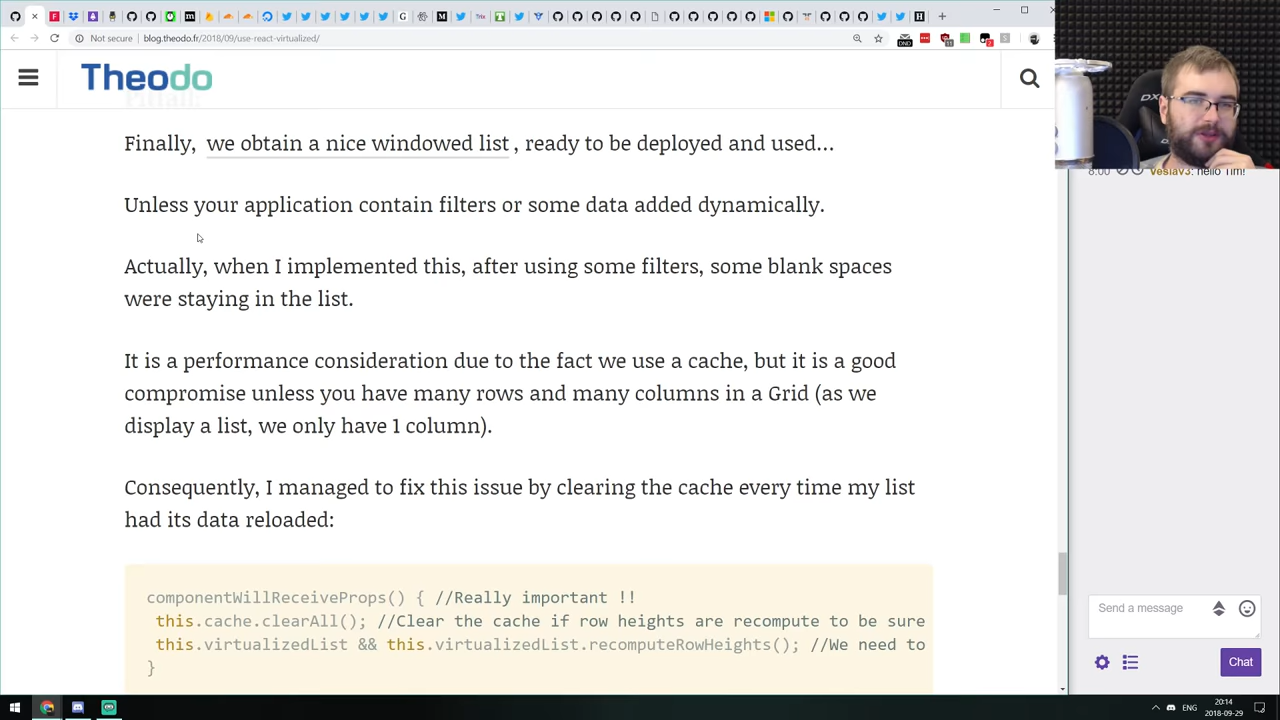 Not secure
blog.theodo.fr/2018/09/use-react-virtualized/
Theodo
Finally, we obtain a nice windowed list , ready to be deployed and used…
Unless your application contain filters or some data added dynamically.
Actually, when I implemented this, after using some filters, some blank spaces
were staying in the list.
It is a performance consideration due to the fact we use a cache, but it is a good
compromise unless you have many rows and many columns in a Grid (as we
display a list, we only have 1 column).
Consequently, I managed to fix this issue by clearing the cache every time my list
had its data reloaded:
componentWillReceiveProps() { //Really important !!
this.cache.clearAll(); //Clear the cache if row heights are recompute to be sure
this.virtualizedList && this.virtualizedList.recomputeRowHeights(); //We need to
}
8:00 Vesiav3: hello Tim!
Send a message
Chat
ENG
20:14
2018-09-29